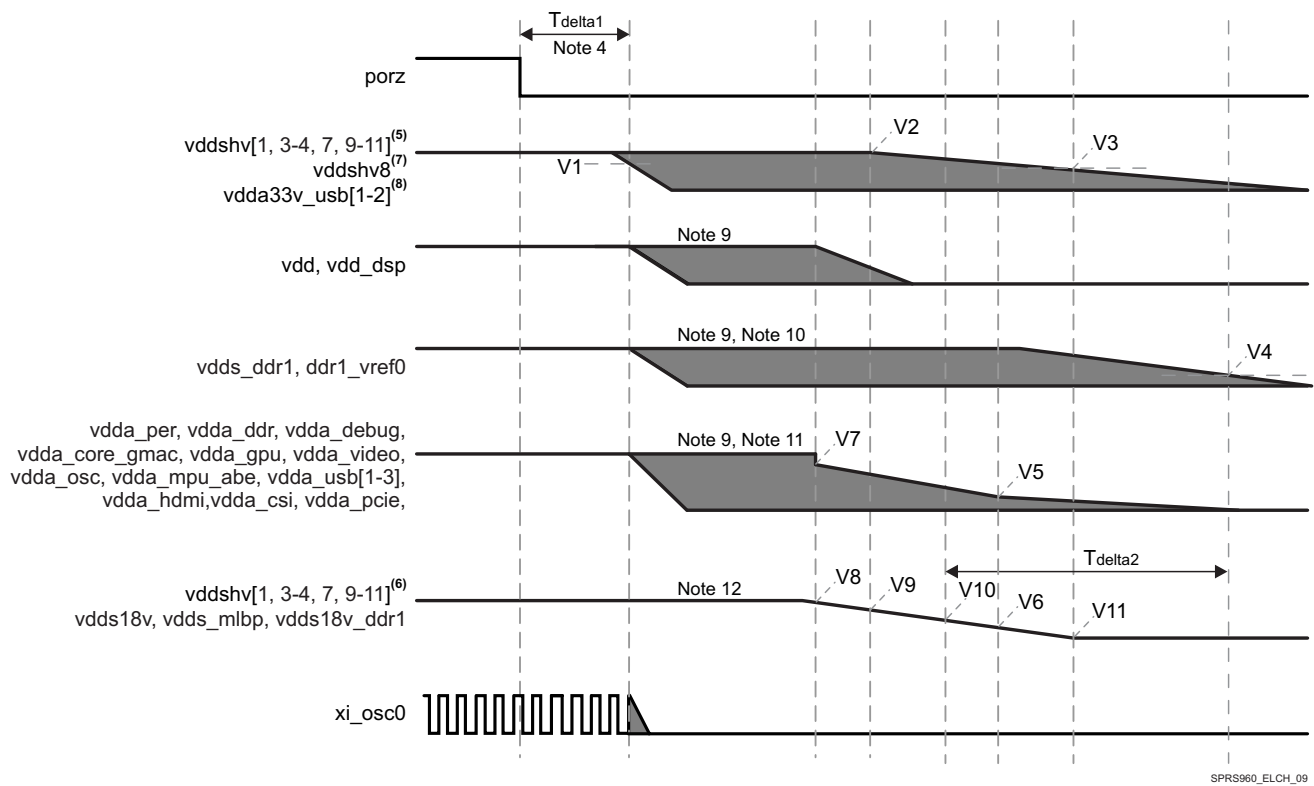 Tdelta1
Note 4
porz
vddshv[1, 3-4, 7, 9-11](5)
vddshv8(7)
vdda33v_usb[1-2](8)
V1
V2
V3
Note 9
vdd, vdd_dsp
Note 9, Note 10
vdds_ddr1, ddr1_vref0
V4
vdda_per, vdda_ddr, vdda_debug,
vdda_core_gmac, vdda_gpu, vdda_video,
vdda_osc, vdda_mpu_abe, vdda_usb[1-3],
vdda_hdmi,vdda_csi, vdda_pcie,
Note 9, Note 11
V7
V5
Tdelta2
vddshv[1, 3-4, 7, 9-11](6)
vdds18v, vdds_mlbp, vdds18v_ddr1
Note 12
V8
V9
V10
V6
V11
xi_osc0
SPRS960_ELCH_09